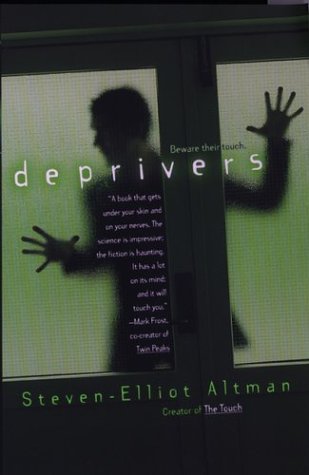 Beware their touch.
deprivers
"A book that gets
under your skin and
on your nerves. The
science is impressive;
the fiction is haunting.
It has a lot
on its mind;
and it will
touch you."
—Mark Frost,
co-creator of
Twin Peaks
Steven-Elliot Altman
Creator of The Touch